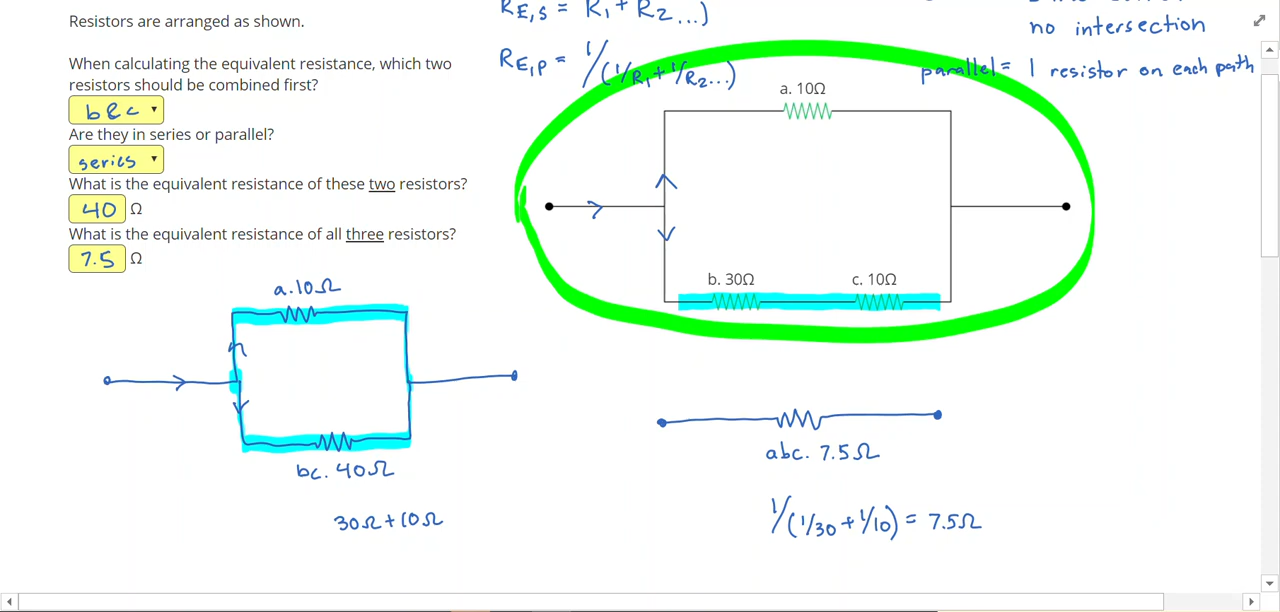 Resistors are arranged as shown.
When calculating the equivalent resistance, which two
resistors should be combined first?
b & c
Are they in series or parallel?
series
What is the equivalent resistance of these two resistors?
40 Ω
What is the equivalent resistance of all three resistors?
7.5 Ω
RE,S = R1 + R2 ...)
RE,P = 1/(1/R1 + 1/R2...)
no intersection
parallel = 1 resistor on each path
a. 10Ω
b. 30Ω
c. 10Ω
a. 10Ω
bc. 40Ω
30Ω + 10Ω
abc. 7.5Ω
1/(1/30 + 1/10) = 7.5Ω